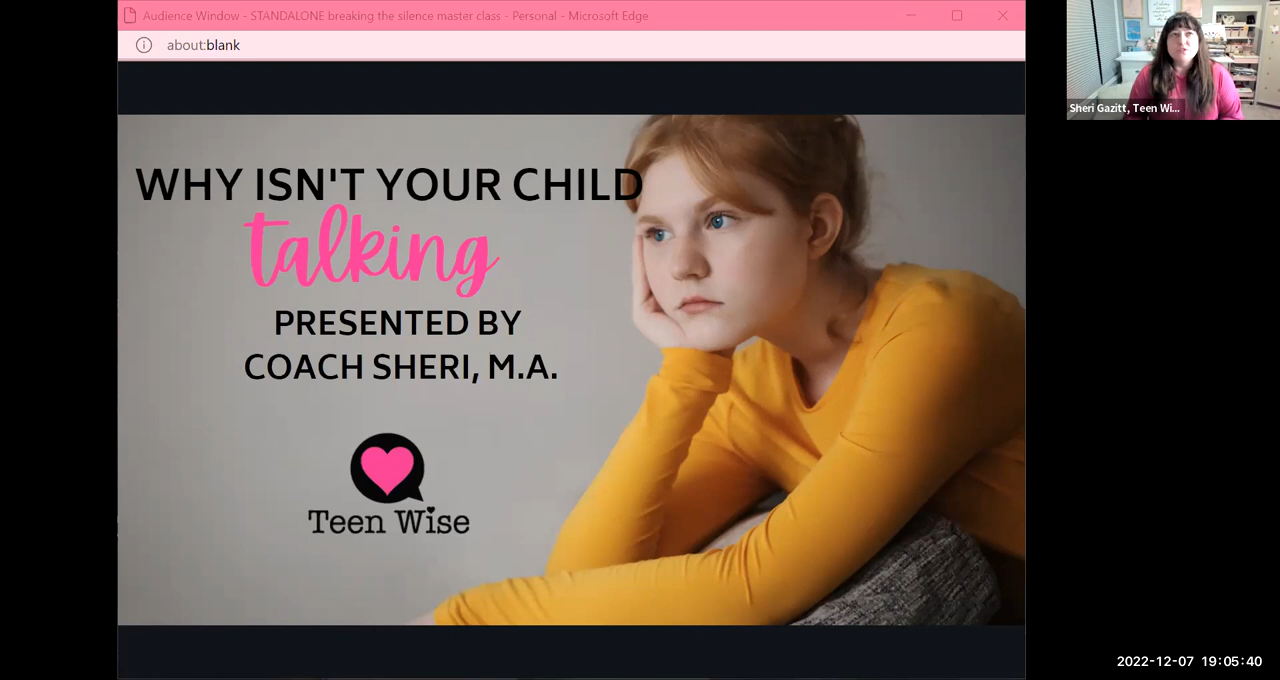 Audience Window - STANDALONE breaking the silence master class - Personal - Microsoft Edge
about:blank
WHY ISN'T YOUR CHILD
talking
PRESENTED BY
COACH SHERI, M.A.
Teen Wise
Sheri Gazitt, Teen Wi...
2022-12-07 19:05:40